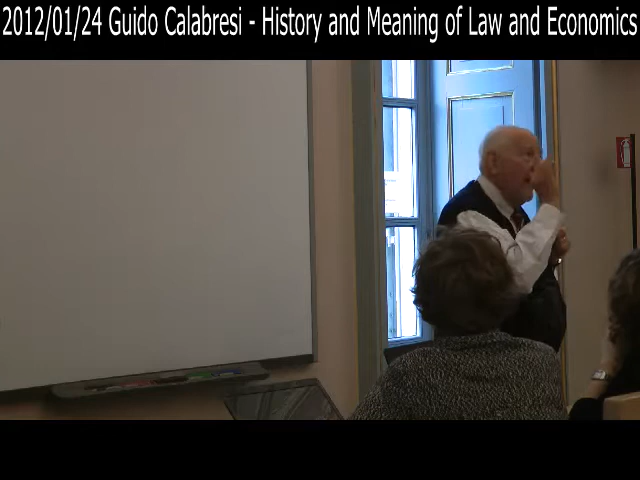 2012/01/24 Guido Calabresi - History and Meaning of Law and Economics